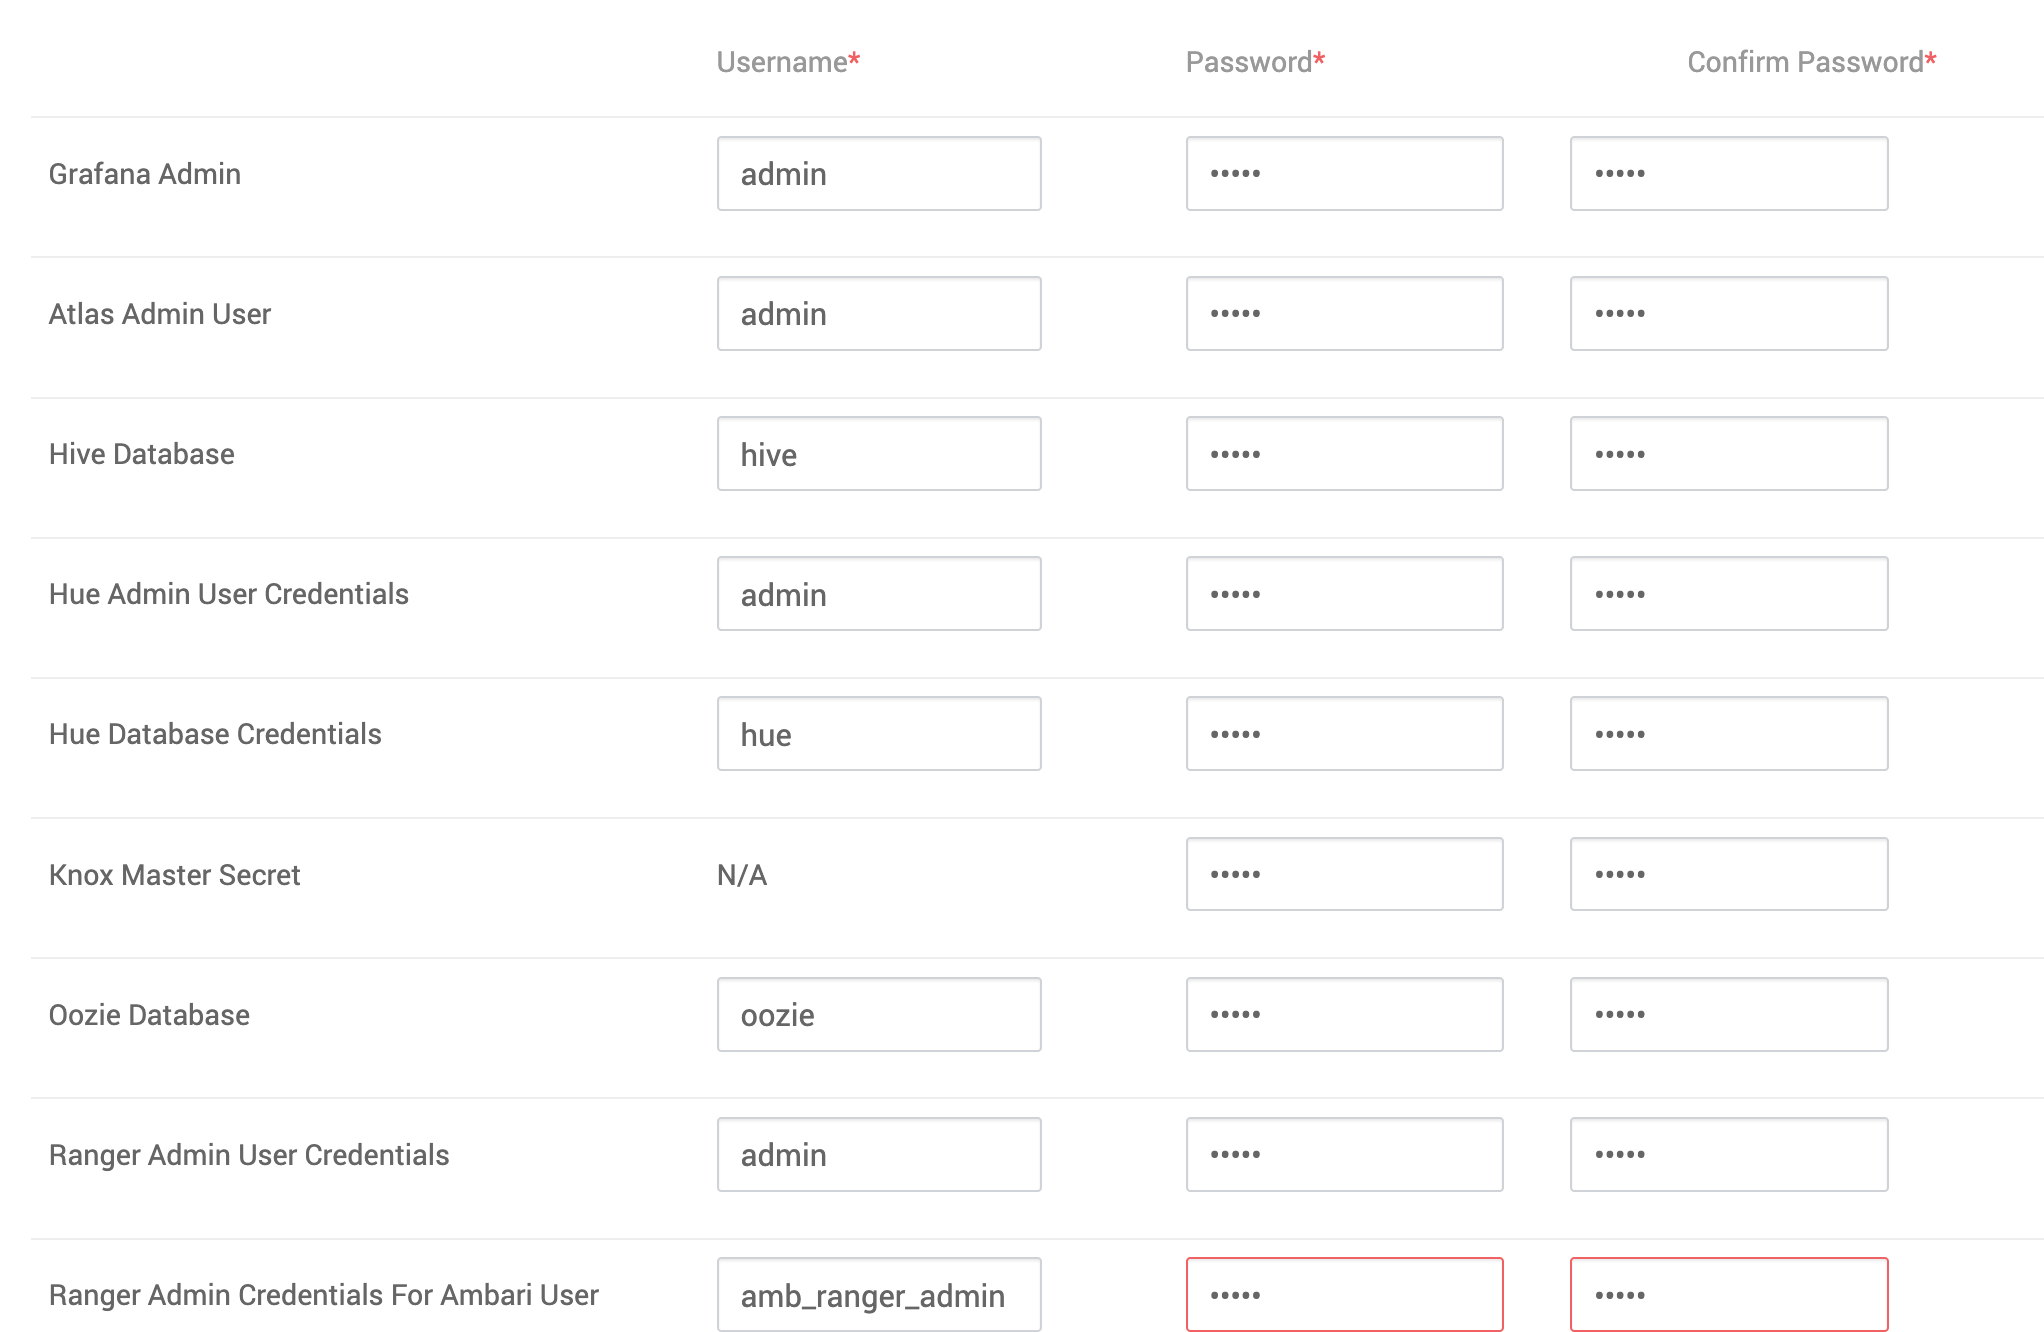 Username* Password* Confirm Password*
Grafana Admin admin ••••• •••••
Atlas Admin User admin ••••• •••••
Hive Database hive ••••• •••••
Hue Admin User Credentials admin ••••• •••••
Hue Database Credentials hue ••••• •••••
Knox Master Secret N/A ••••• •••••
Oozie Database oozie ••••• •••••
Ranger Admin User Credentials admin ••••• •••••
Ranger Admin Credentials For Ambari User amb_ranger_admin ••••• •••••